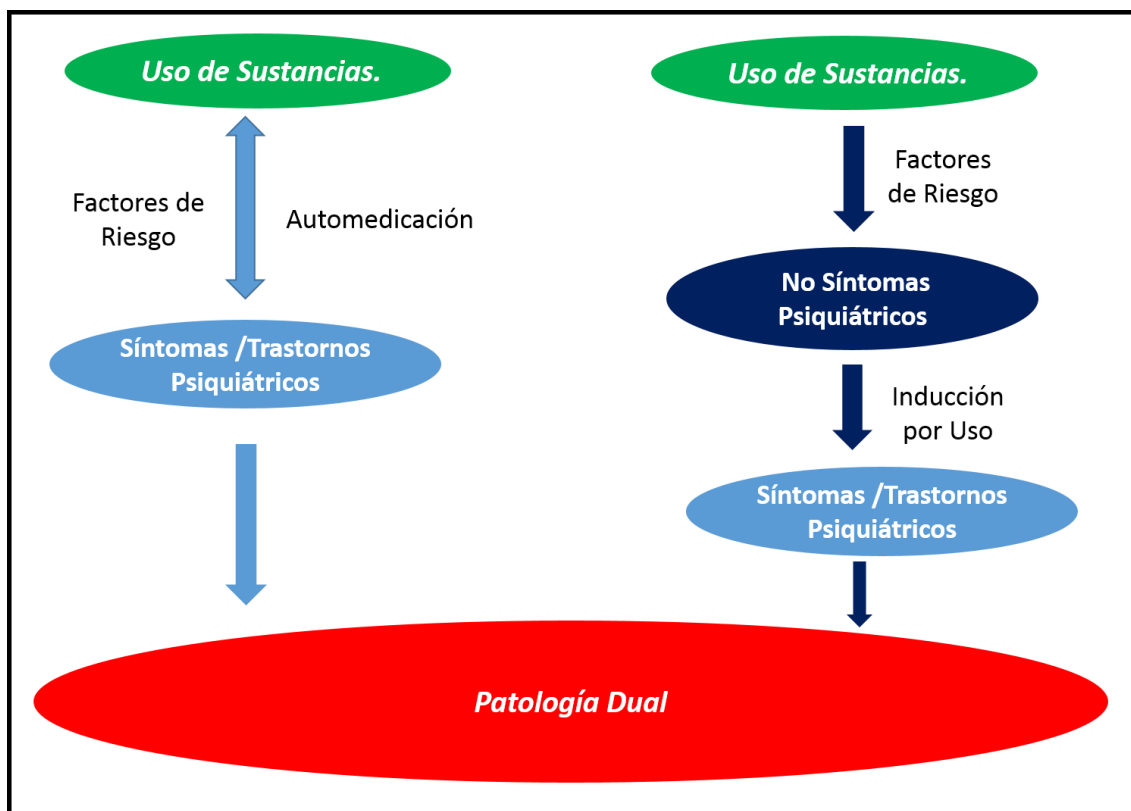 Uso de Sustancias.
Factores de
Riesgo
Automedicación
Síntomas /Trastornos
Psiquiátricos
Uso de Sustancias.
Factores
de Riesgo
No Síntomas
Psiquiátricos
Inducción
por Uso
Síntomas /Trastornos
Psiquiátricos
Patología Dual